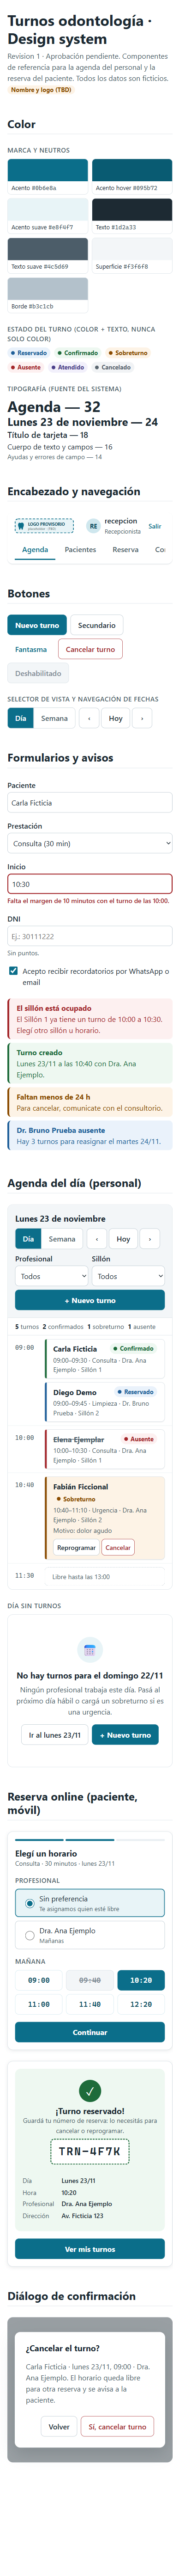 Turnos odontología ·
Design system
Revision 1 · Aprobación pendiente. Componentes
de referencia para la agenda del personal y la
reserva del paciente. Todos los datos son ficticios.
Nombre y logo (TBD)
Color
MARCA Y NEUTROS
Acento #0b6e8a
Acento hover #095b72
Acento suave #e8f4f7
Texto #1d2a33
Texto suave #4c5d69
Superficie #f3f6f8
Borde #b3c1cb
ESTADO DEL TURNO (COLOR + TEXTO, NUNCA
SOLO COLOR)
Reservado
Confirmado
Sobreturno
Ausente
Atendido
Cancelado
TIPOGRAFÍA (FUENTE DEL SISTEMA)
Agenda — 32
Lunes 23 de noviembre — 24
Título de tarjeta — 18
Cuerpo de texto y campos — 16
Ayudas y errores de campo — 14
Encabezado y navegación
LOGO PROVISORIO
RE
recepcion
Recepcionista
Salir
Agenda
Pacientes
Reserva
Botones
Nuevo turno
Secundario
Fantasma
Cancelar turno
Deshabilitado
SELECTOR DE VISTA Y NAVEGACIÓN DE FECHAS
Día
Semana
‹
Hoy
›
Formularios y avisos
Paciente
Carla Ficticia
Prestación
Consulta (30 min)
Inicio
10:30
Falta el margen de 10 minutos con el turno de las 10:00.
DNI
Ej.: 30111222
Sin puntos.
Acepto recibir recordatorios por WhatsApp o
email
El sillón está ocupado
El Sillón 1 ya tiene un turno de 10:00 a 10:30.
Elegí otro sillón u horario.
Turno creado
Lunes 23/11 a las 10:40 con Dra. Ana
Ejemplo.
Faltan menos de 24 h
Para cancelar, comunicate con el consultorio.
Dr. Bruno Prueba ausente
Hay 3 turnos para reasignar el martes 24/11.
Agenda del día (personal)
Lunes 23 de noviembre
Día
Semana
‹
Hoy
›
Profesional
Sillón
Todos
Todos
+ Nuevo turno
5 turnos 2 confirmados 1 sobreturno 1 ausente
09:00
Carla Ficticia
Confirmado
09:00–09:30 · Consulta · Dra. Ana
Ejemplo · Sillón 1
Diego Demo
Reservado
09:00–09:45 · Limpieza · Dr. Bruno
Prueba · Sillón 2
10:00
Elena Ejemplar
Ausente
10:00–10:30 · Consulta · Dra. Ana
Ejemplo · Sillón 1
10:40
Fabián Ficcional
Sobreturno
10:40–11:10 · Urgencia · Dra. Ana
Ejemplo · Sillón 2
Motivo: dolor agudo
Reprogramar
Cancelar
11:30
Libre hasta las 13:00
DÍA SIN TURNOS
No hay turnos para el domingo 22/11
Ningún profesional trabaja este día. Pasá al
próximo día hábil o cargá un sobreturno si es
una urgencia.
Ir al lunes 23/11
+ Nuevo turno
Reserva online (paciente,
móvil)
Elegí un horario
Consulta · 30 minutos · lunes 23/11
PROFESIONAL
Sin preferencia
Te asignamos quien esté libre
Dra. Ana Ejemplo
Mañanas
MAÑANA
09:00
09:40
10:20
11:00
11:40
12:20
Continuar
✓
¡Turno reservado!
Guardá tu número de reserva: lo necesitás para
cancelar o reprogramar.
TRN-4F7K
Día Lunes 23/11
Hora 10:20
Profesional Dra. Ana Ejemplo
Dirección Av. Ficticia 123
Ver mis turnos
Diálogo de confirmación
¿Cancelar el turno?
Carla Ficticia · lunes 23/11, 09:00 · Dra.
Ana Ejemplo. El horario queda libre
para otra reserva y se avisa a la
paciente.
Volver
Sí, cancelar turno